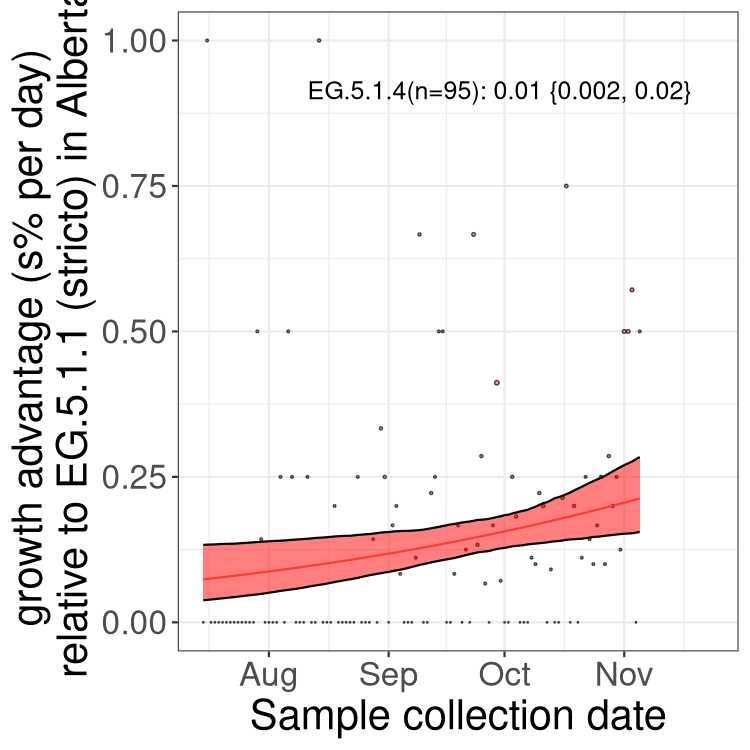 growth advantage (s% per day)
relative to EG.5.1.1 (stricto) in Alberta
1.00
0.75
0.50
0.25
0.00
EG.5.1.4(n=95): 0.01 {0.002, 0.02}
Aug Sep Oct Nov
Sample collection date